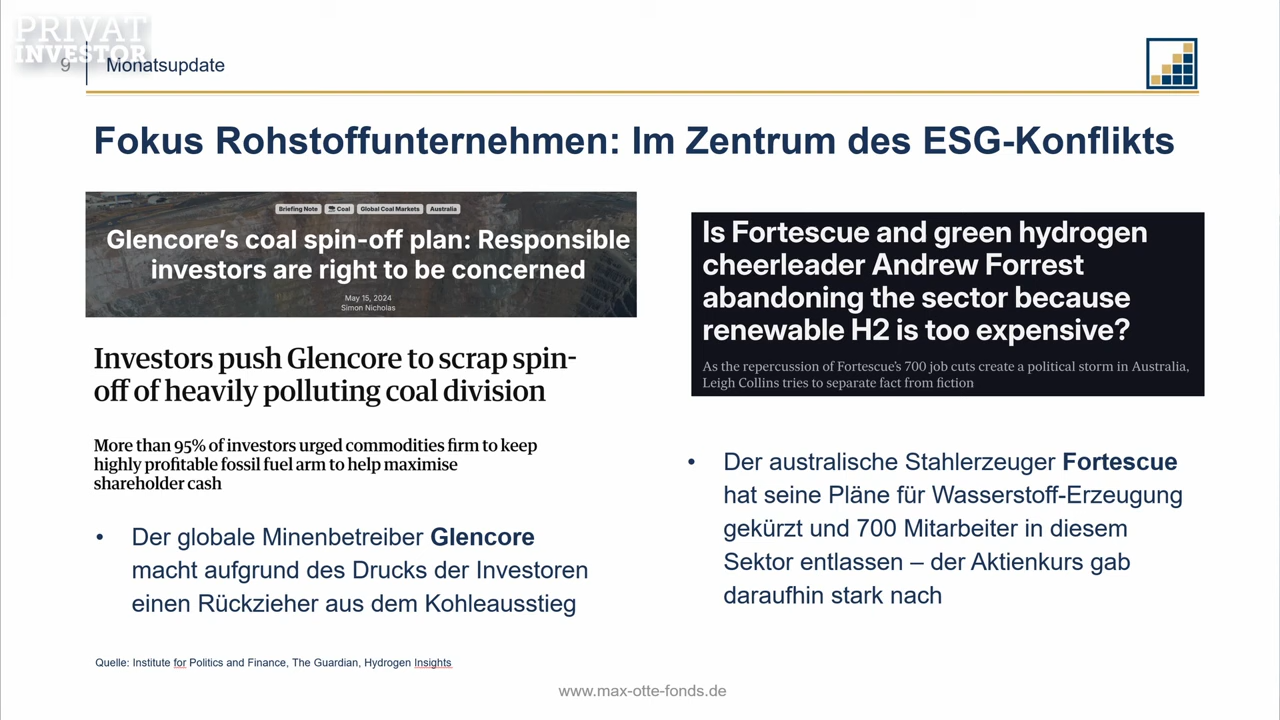 PRIVAT
INVESTOR
9
Monatsupdate
Fokus Rohstoffunternehmen: Im Zentrum des ESG-Konflikts
Briefing Note
Coal
Global Coal Markets
Australia
Glencore's coal spin-off plan: Responsible
investors are right to be concerned
May 15, 2024
Simon Nicholas
Investors push Glencore to scrap spin-
off of heavily polluting coal division
More than 95% of investors urged commodities firm to keep
highly profitable fossil fuel arm to help maximise
shareholder cash
• Der globale Minenbetreiber Glencore
macht aufgrund des Drucks der Investoren
einen Rückzieher aus dem Kohleausstieg
Is Fortescue and green hydrogen
cheerleader Andrew Forrest
abandoning the sector because
renewable H2 is too expensive?
As the repercussion of Fortescue's 700 job cuts create a political storm in Australia,
Leigh Collins tries to separate fact from fiction
• Der australische Stahlerzeuger Fortescue
hat seine Pläne für Wasserstoff-Erzeugung
gekürzt und 700 Mitarbeiter in diesem
Sektor entlassen – der Aktienkurs gab
daraufhin stark nach
Quelle: Institute for Politics and Finance, The Guardian, Hydrogen Insights
www.max-otte-fonds.de